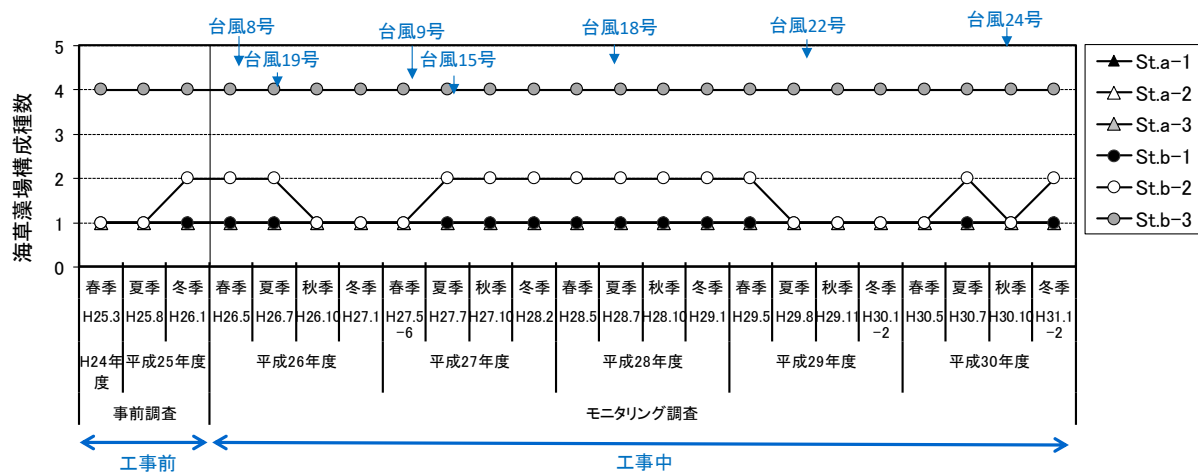 台風8号
台風9号
台風18号
台風22号
台風24号
台風19号
台風15号
海草藻場構成種数
5
4
3
2
1
0
St.a-1
St.a-2
St.a-3
St.b-1
St.b-2
St.b-3
春季 夏季 冬季 春季 夏季 秋季 冬季 春季 夏季 秋季 冬季 春季 夏季 秋季 冬季 春季 夏季 秋季 冬季 春季 夏季 秋季 冬季
H25.3 H25.8 H26.1 H26.5 H26.7 H26.10 H27.1 H27.5 H27.7 H27.10 H28.2 H28.5 H28.7 H28.10 H29.1 H29.5 H29.8 H29.11 H30.1 H30.5 H30.7 H30.10 H31.1
-6 -2 -2
H24年 平成25年度 平成26年度 平成27年度 平成28年度 平成29年度 平成30年度
度
事前調査 モニタリング調査
工事前 工事中